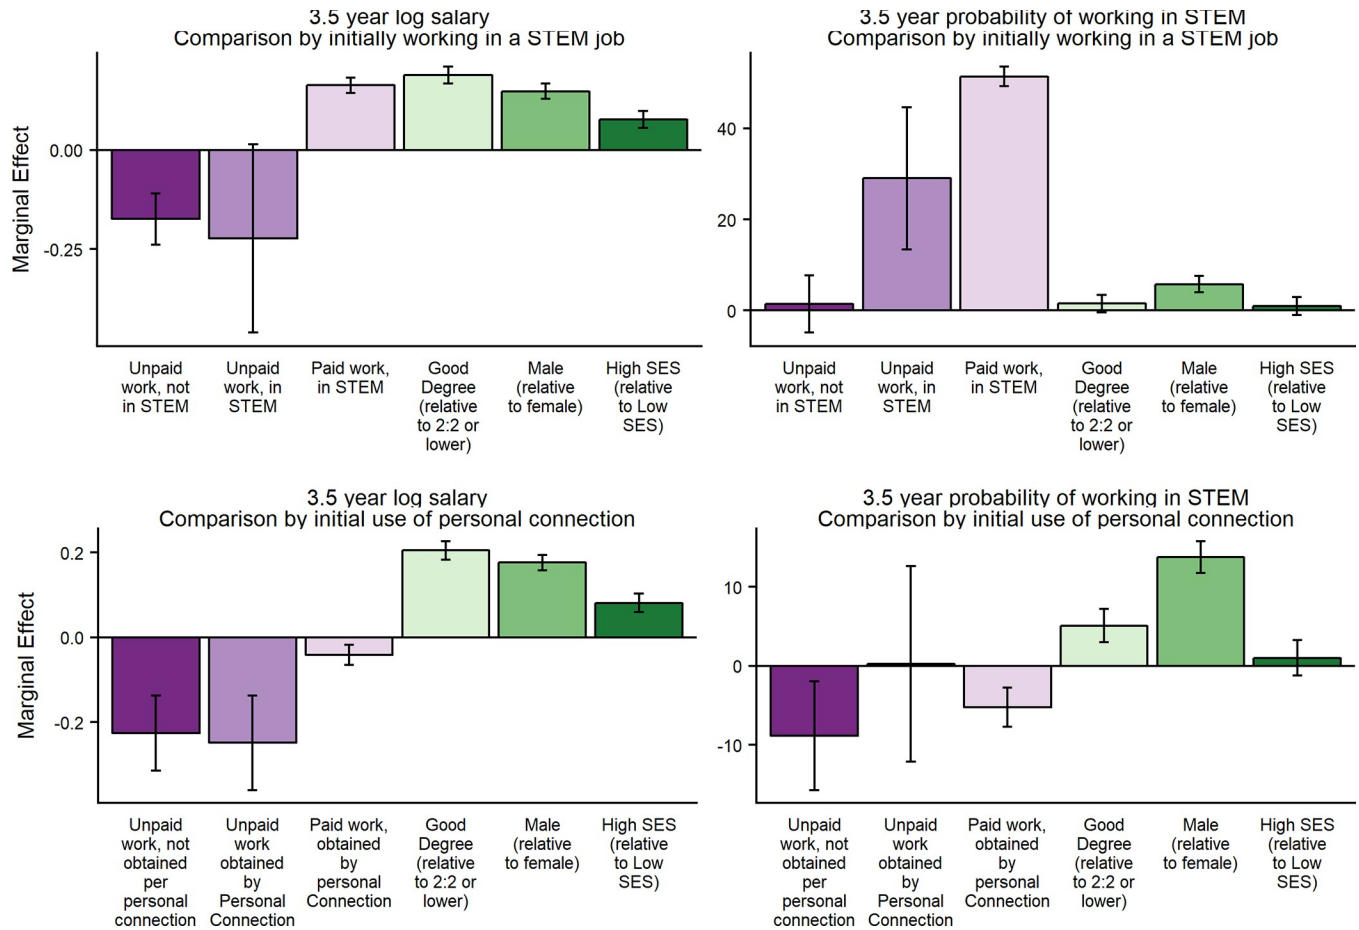 3.5 year log salary
Comparison by initially working in a STEM job
Marginal Effect
0.00
-0.25
Unpaid
work, not
in STEM
Unpaid
work, in
STEM
Paid work,
in STEM
Good
Degree
(relative
to 2:2 or
lower)
Male
(relative
to female)
High SES
(relative
to Low
SES)
3.5 year probability of working in STEM
Comparison by initially working in a STEM job
40
20
0
Unpaid
work, not
in STEM
Unpaid
work, in
STEM
Paid work,
in STEM
Good
Degree
(relative
to 2:2 or
lower)
Male
(relative
to female)
High SES
(relative
to Low
SES)
3.5 year log salary
Comparison by initial use of personal connection
Marginal Effect
0.2
0.0
-0.2
Unpaid
work, not
obtained
per
personal
connection
Unpaid
work
obtained
by
Personal
Connection
Paid work,
obtained
by
personal
Connection
Good
Degree
(relative
to 2:2 or
lower)
Male
(relative
to female)
High SES
(relative
to Low
SES)
3.5 year probability of working in STEM
Comparison by initial use of personal connection
10
0
-10
Unpaid
work, not
obtained
per
personal
connection
Unpaid
work
obtained
by
Personal
Connection
Paid work,
obtained
by
personal
Connection
Good
Degree
(relative
to 2:2 or
lower)
Male
(relative
to female)
High SES
(relative
to Low
SES)